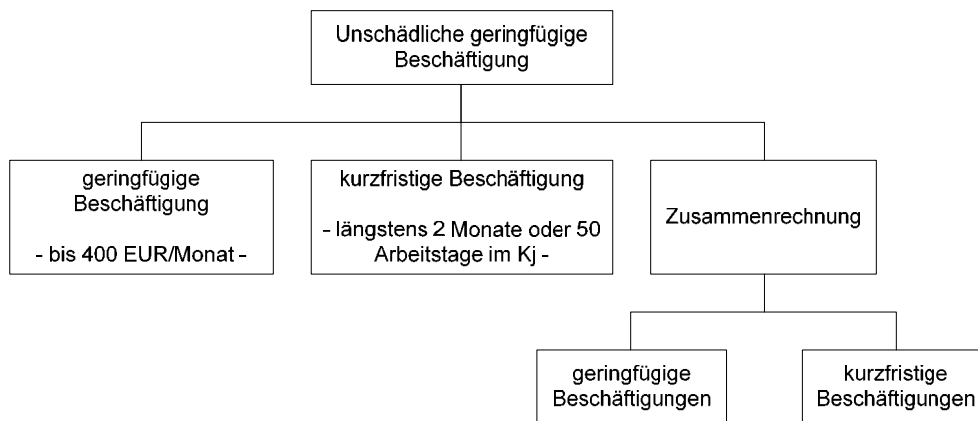 Unschädliche geringfügige
Beschäftigung
geringfügige
Beschäftigung
- bis 400 EUR/Monat -
kurzfristige Beschäftigung
- längstens 2 Monate oder 50
Arbeitstage im Kj -
Zusammenrechnung
geringfügige
Beschäftigungen
kurzfristige
Beschäftigungen